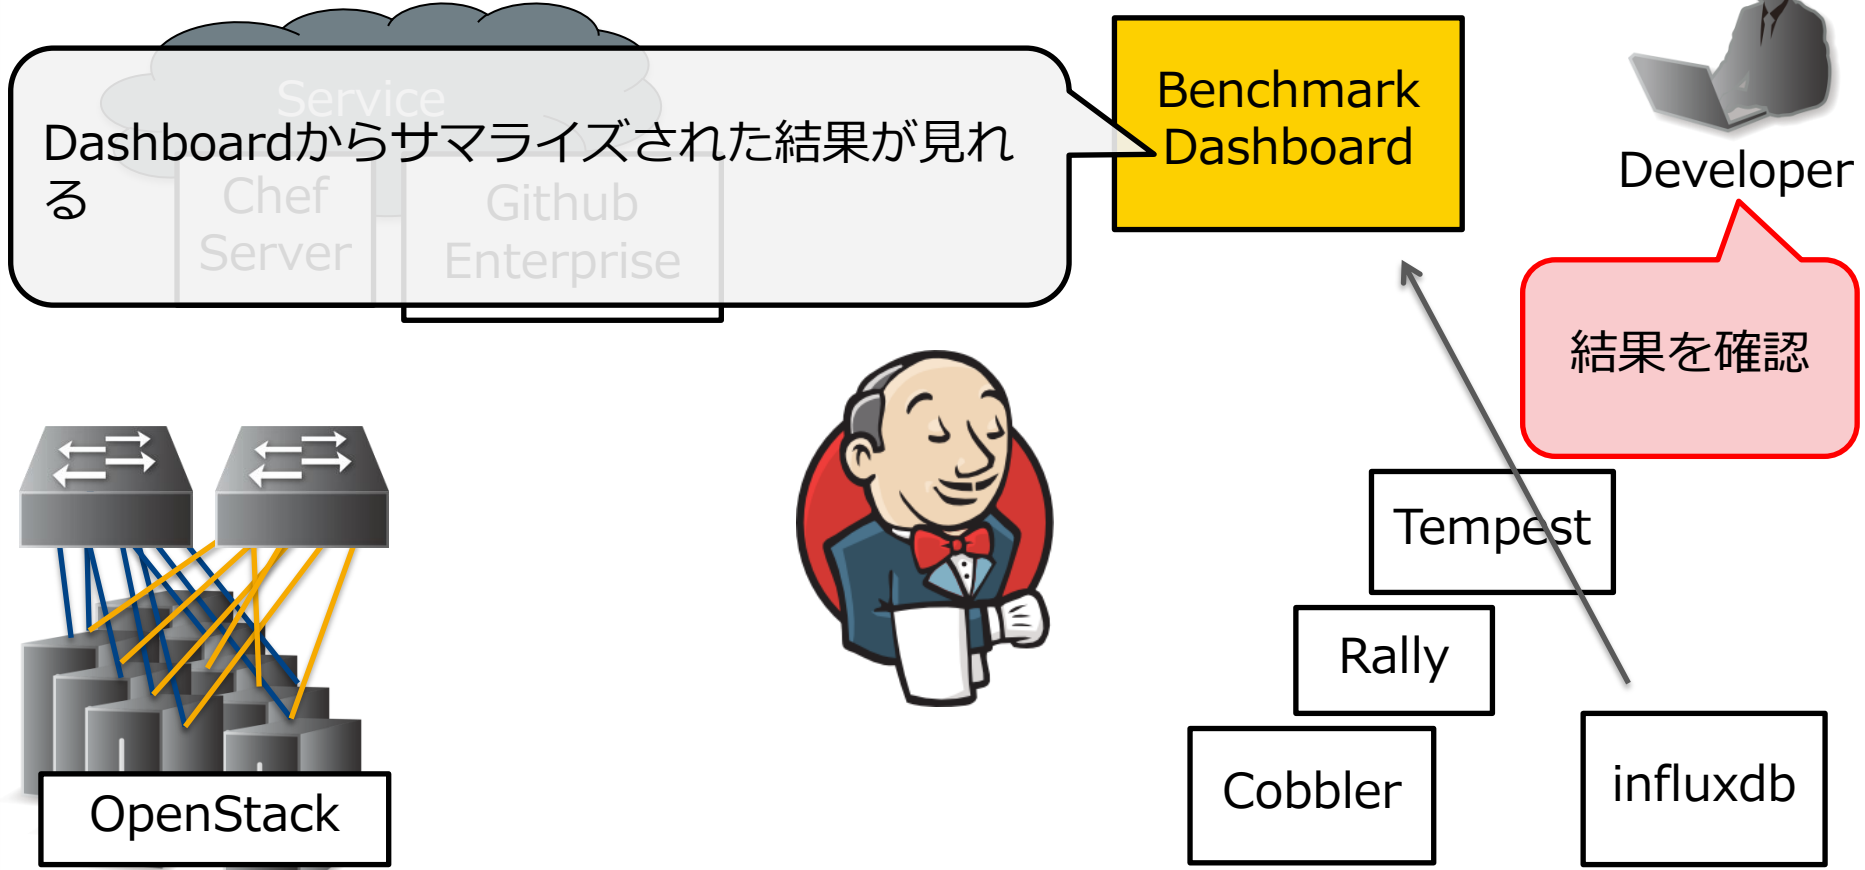 Service
Dashboardからサマライズされた結果が見れ
る
Chef
Server
Github
Enterprise
Benchmark
Dashboard
Developer
結果を確認
Tempest
Rally
Cobbler
influxdb
OpenStack